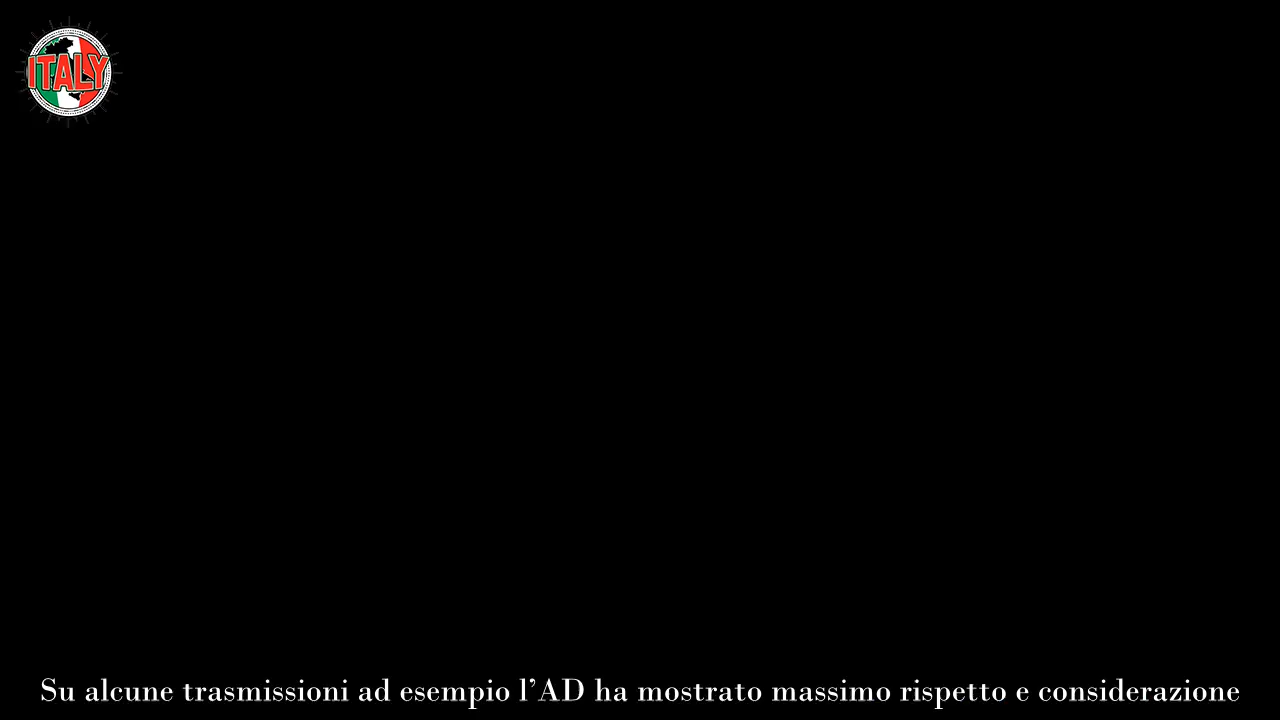 ITALY
Su alcune trasmissioni ad esempio l’AD ha mostrato massimo rispetto e considerazione